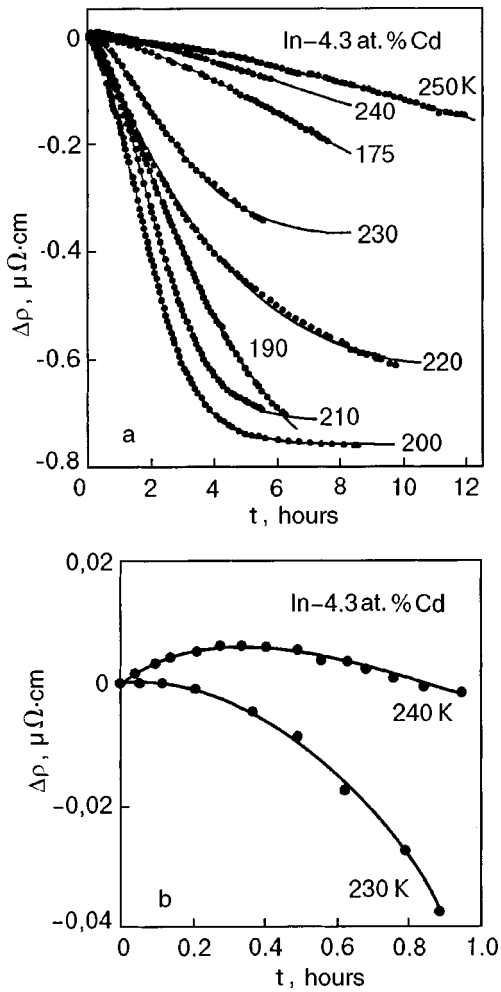 In–4.3 at. % Cd
0
-0.2
-0.4
-0.6
-0.8
Δρ, μΩ·cm
250 K
240
175
230
220
190
210
200
a
0 2 4 6 8 10 12
t, hours
0,02
0
-0,02
-0,04
Δρ, μΩ·cm
In–4.3 at. % Cd
240 K
230 K
b
0 0.2 0.4 0.6 0.8 1.0
t, hours